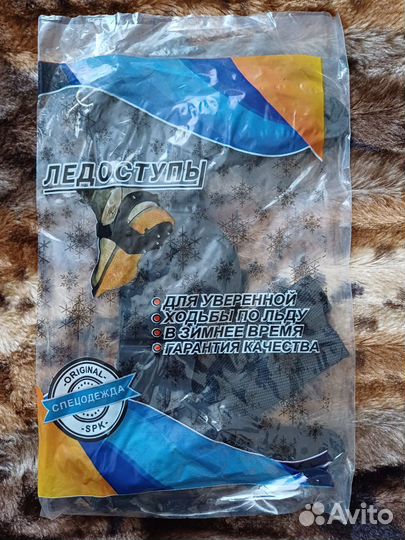 ЛЕДОСТУПЫ
ДЛЯ УВЕРЕННОЙ
ХОДЬБЫ ПО ЛЬДУ
В ЗИМНЕЕ ВРЕМЯ
ГАРАНТИЯ КАЧЕСТВА
-ORIGINAL-
СПЕЦОДЕЖДА
-SPK-
Avito